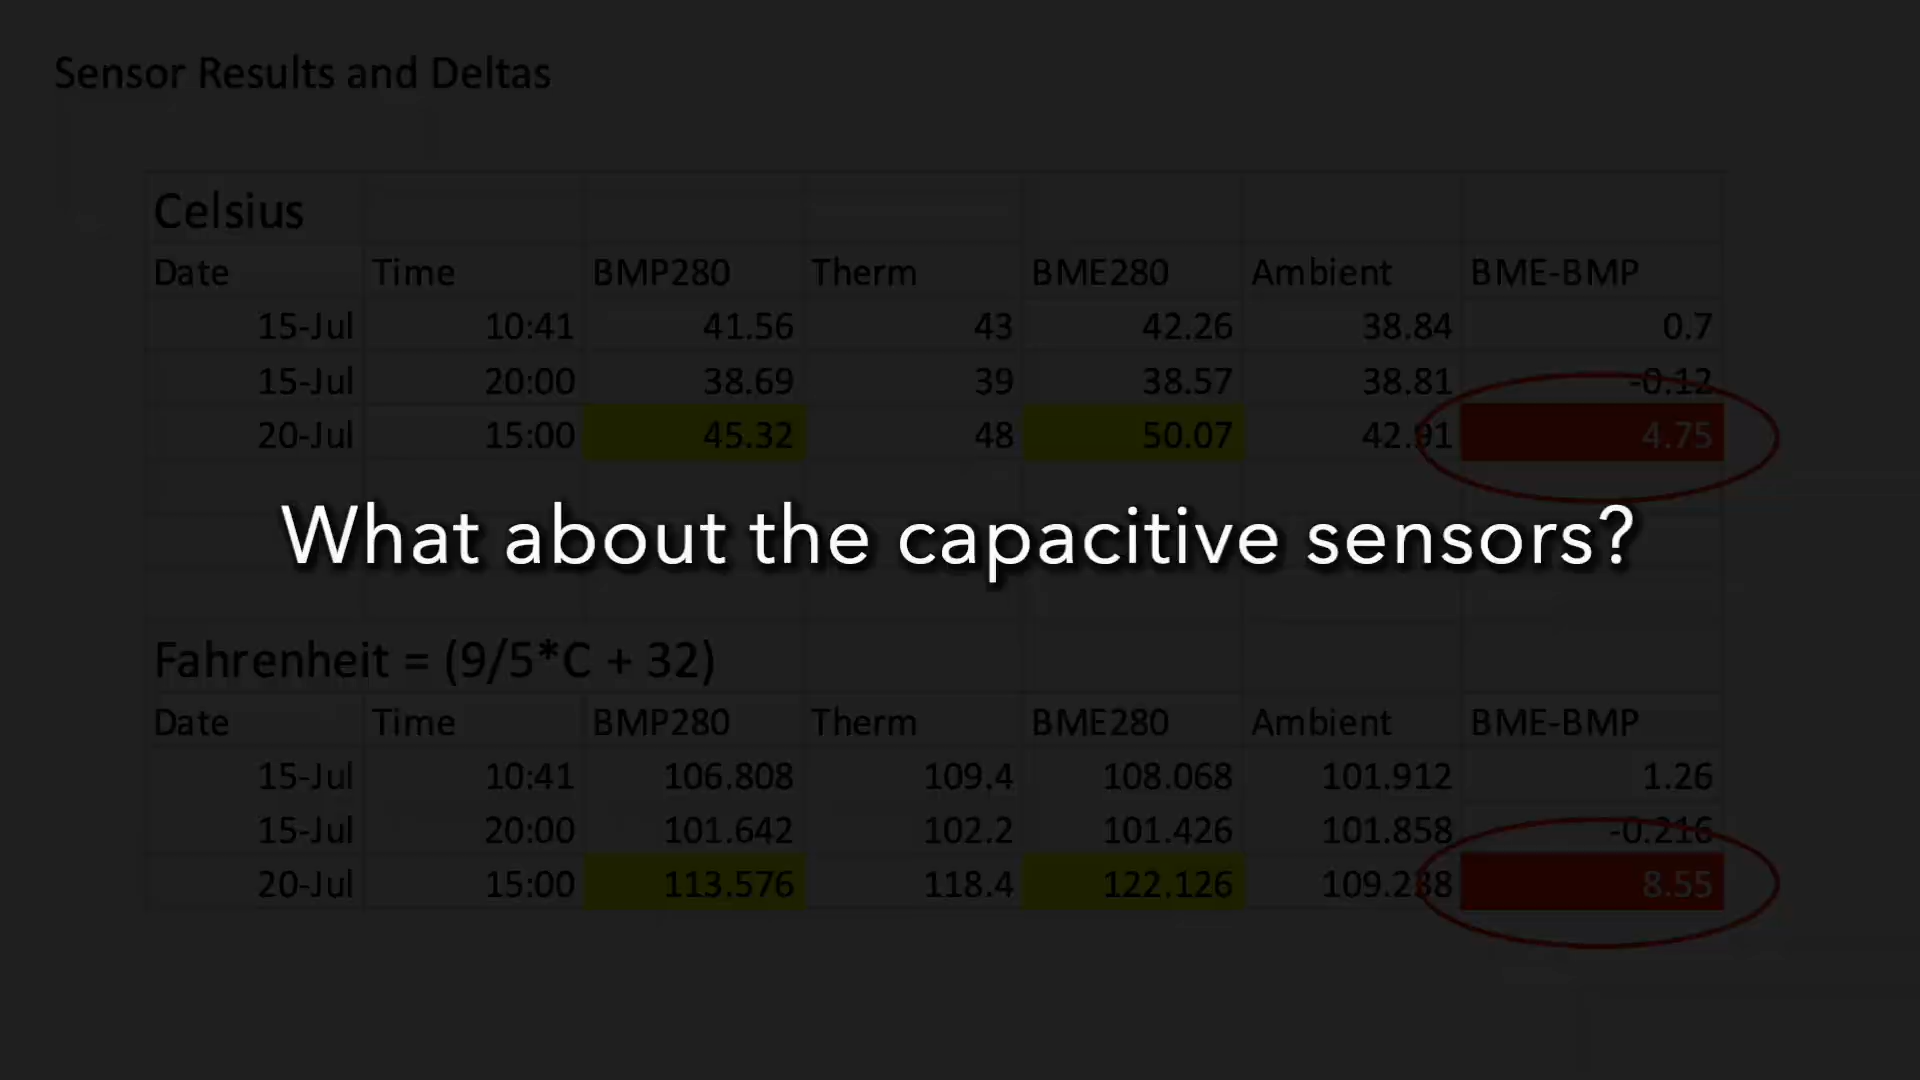 Sensor Results and Deltas
Celsius
Date Time BMP280 Therm BME280 Ambient BME-BMP
15-Jul 10:41 41.56 43 42.26 38.84 0.7
15-Jul 20:00 38.69 39 38.57 38.81 -0.12
20-Jul 15:00 45.32 48 50.07 42.91 4.75
What about the capacitive sensors?
Fahrenheit = (9/5*C + 32)
Date Time BMP280 Therm BME280 Ambient BME-BMP
15-Jul 10:41 106.808 109.4 108.068 101.912 1.26
15-Jul 20:00 101.642 102.2 101.426 101.858 -0.216
20-Jul 15:00 113.576 118.4 122.126 109.238 8.55